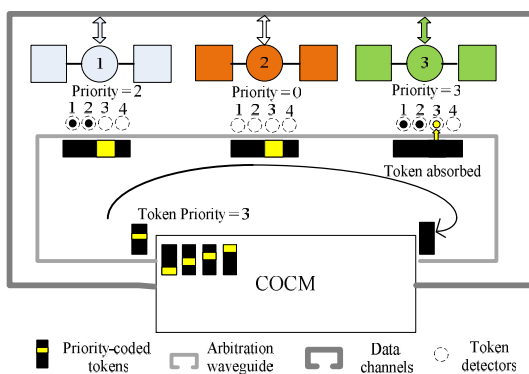 1
2
3
Priority=2
Priority=0
Priority=3
1 2 3 4
1 2 3 4
1 2 3 4
Token absorbed
Token Priority=3
COCM
Priority-coded tokens
Arbitration waveguide
Data channels
Token detectors